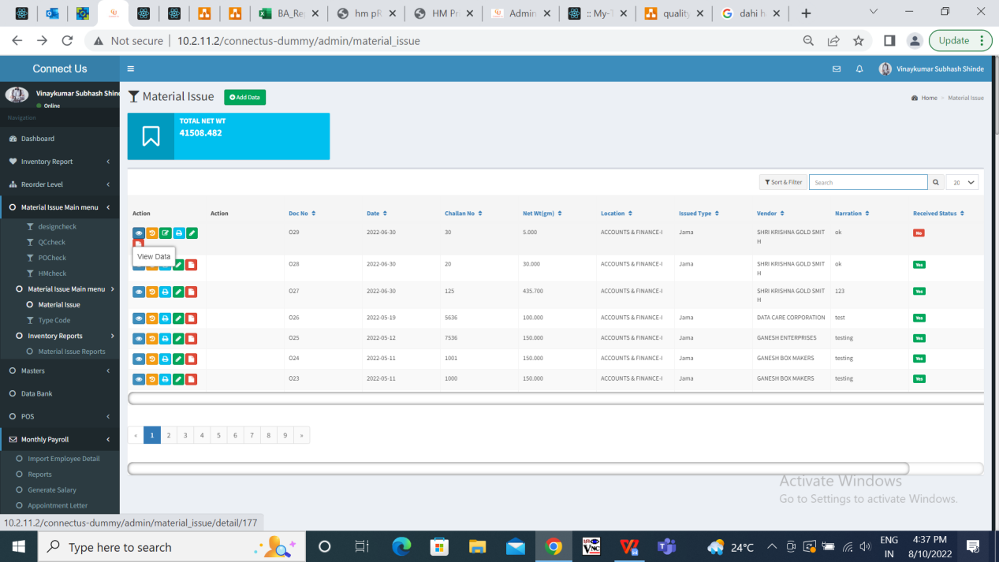 BA_Re
hm pR
HM Pr
Admin
:: My-T
quality
dahi h
Not secure
10.2.11.2/connectus-dummy/admin/material_issue
Update
Connect Us
Vinaykumar Subhash Shinde
Vinaykumar Subhash Shind
Online
Navigation
Dashboard
Inventory Report
Reorder Level
Material Issue Main menu
designcheck
QCcheck
POCheck
HMcheck
Material Issue Main menu
Material Issue
Type Code
Inventory Reports
Material Issue Reports
Masters
Data Bank
POS
Monthly Payroll
Import Employee Detail
Reports
Generate Salary
Appointment Letter
Material Issue
Add Data
Home > Material Issue
TOTAL NET WT
41508.482
Sort & Filter
Search
20
Action Action Doc No Date Challan No Net Wt(gm) Location Issued Type Vendor Narration Received Status
O29 2022-06-30 30 5.000 ACCOUNTS & FINANCE-I Jama SHRI KRISHNA GOLD SMIT ok No
H
View Data
O28 2022-06-30 20 30.000 ACCOUNTS & FINANCE-I Jama SHRI KRISHNA GOLD SMIT ok Yes
H
O27 2022-06-30 125 435.700 ACCOUNTS & FINANCE-I SHRI KRISHNA GOLD SMIT 123 Yes
H
O26 2022-05-19 5636 100.000 ACCOUNTS & FINANCE-I Jama DATA CARE CORPORATION test Yes
O25 2022-05-12 7536 150.000 ACCOUNTS & FINANCE-I Jama GANESH ENTERPRISES testing Yes
O24 2022-05-11 1001 150.000 ACCOUNTS & FINANCE-I Jama GANESH BOX MAKERS testing Yes
O23 2022-05-11 1000 150.000 ACCOUNTS & FINANCE-I Jama GANESH BOX MAKERS testing Yes
« 1 2 3 4 5 6 7 8 9 »
Activate Windows
Go to Settings to activate Windows.
10.2.11.2/connectus-dummy/admin/material_issue/detail/177
Type here to search
24°C
ENG
IN
4:37 PM
8/10/2022